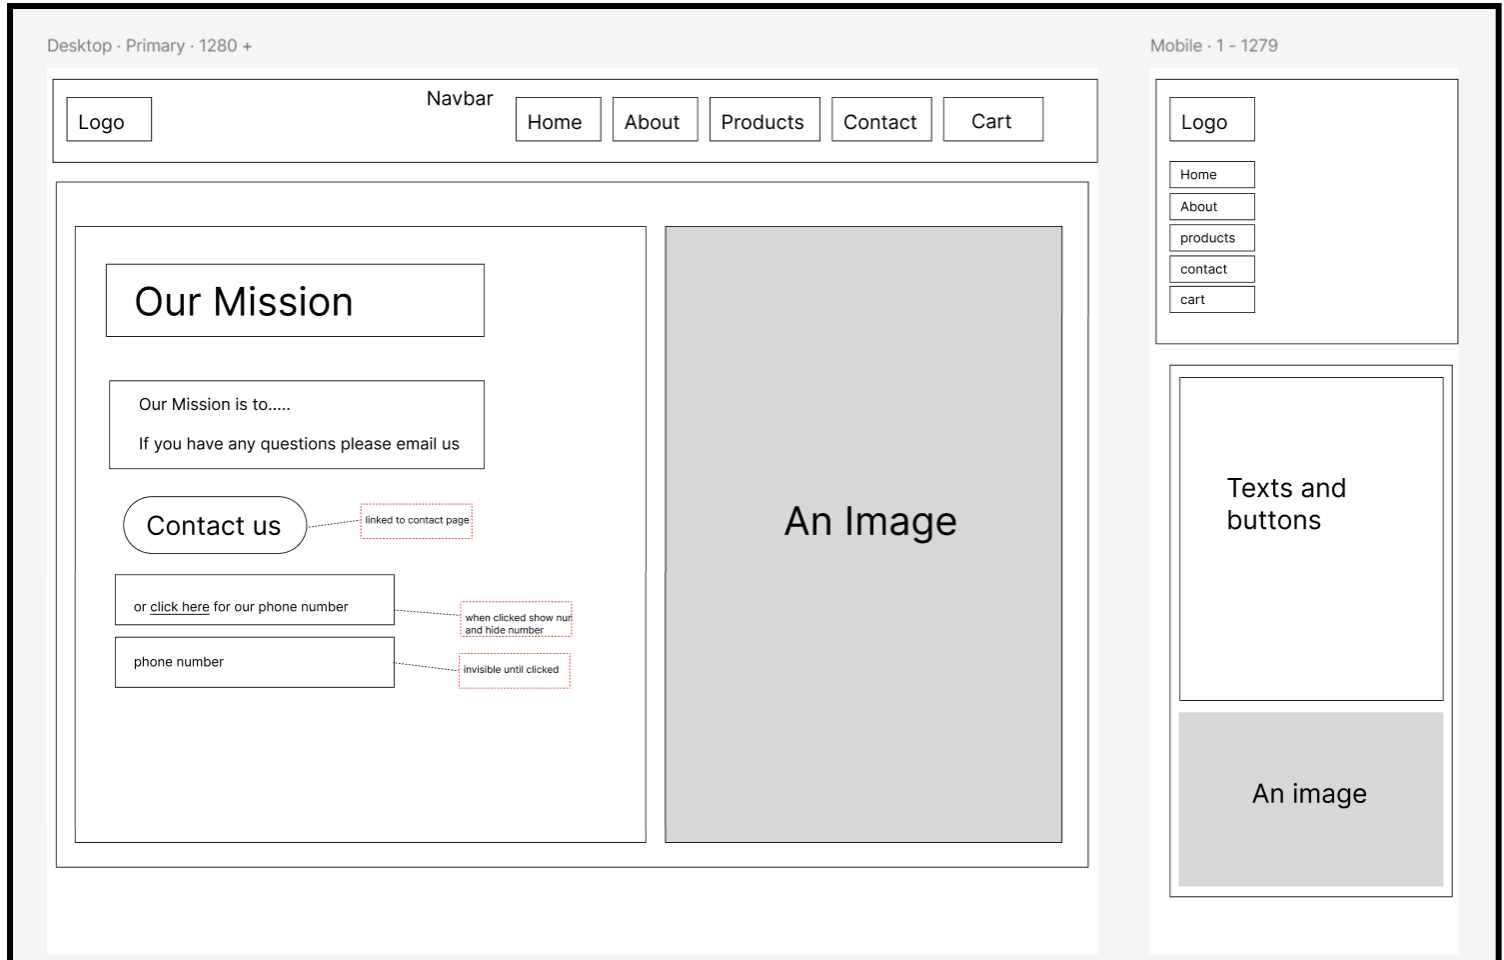 Desktop · Primary · 1280 +
Navbar
Logo
Home
About
Products
Contact
Cart
Our Mission
Our Mission is to.....
If you have any questions please email us
Contact us
linked to contact page
or click here for our phone number
when clicked show nur
and hide number
phone number
invisible until clicked
An Image
Mobile · 1 - 1279
Logo
Home
About
products
contact
cart
Texts and
buttons
An image